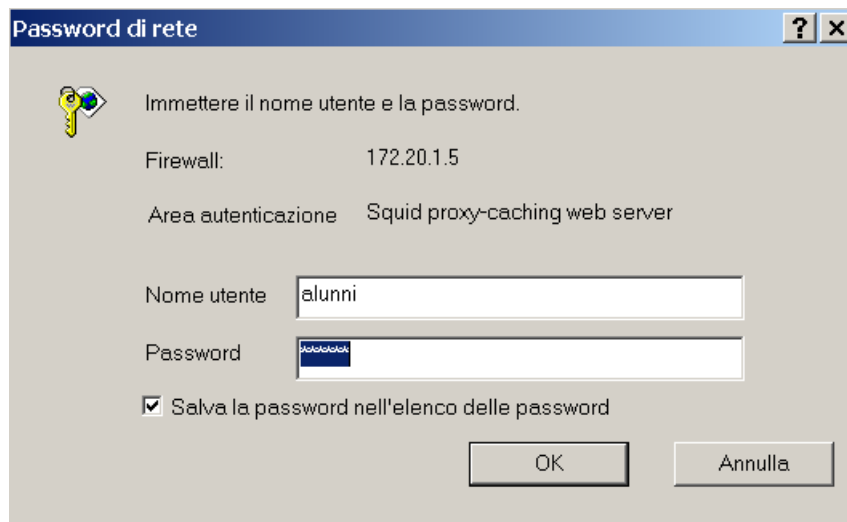 Password di rete
Immettere il nome utente e la password.
Firewall: 172.20.1.5
Area autenticazione Squid proxy-caching web server
Nome utente alunni
Password *******
Salva la password nell'elenco delle password
OK Annulla